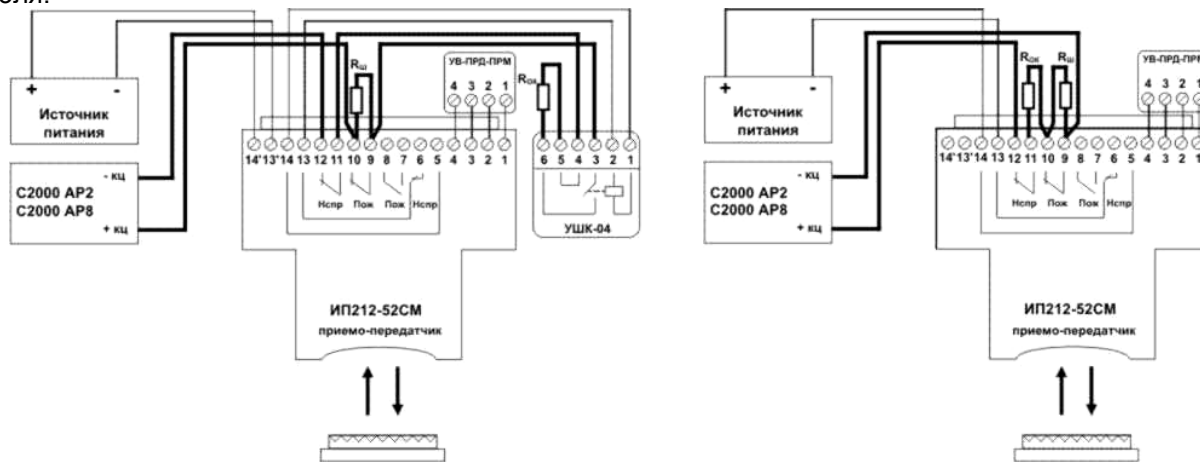 + -
Источник
питания
С2000 АР2
С2000 АР8
- кц
+ кц
Rш
УВ-ПРД-ПРМ
4 3 2 1
Rок
14' 13' 14 13 12 11 10 9 8 7 6 5 4 3 2 1
Нспр Пож Пож Нспр
6 5 4 3 2 1
УШК-04
ИП212-52СМ
приемо-передатчик
+ -
Источник
питания
С2000 АР2
С2000 АР8
- кц
+ кц
Rок Rш
УВ-ПРД-ПРМ
4 3 2 1
14' 13' 14 13 12 11 10 9 8 7 6 5 4 3 2
Нспр Пож Пож Нспр
ИП212-52СМ
приемо-передатчик